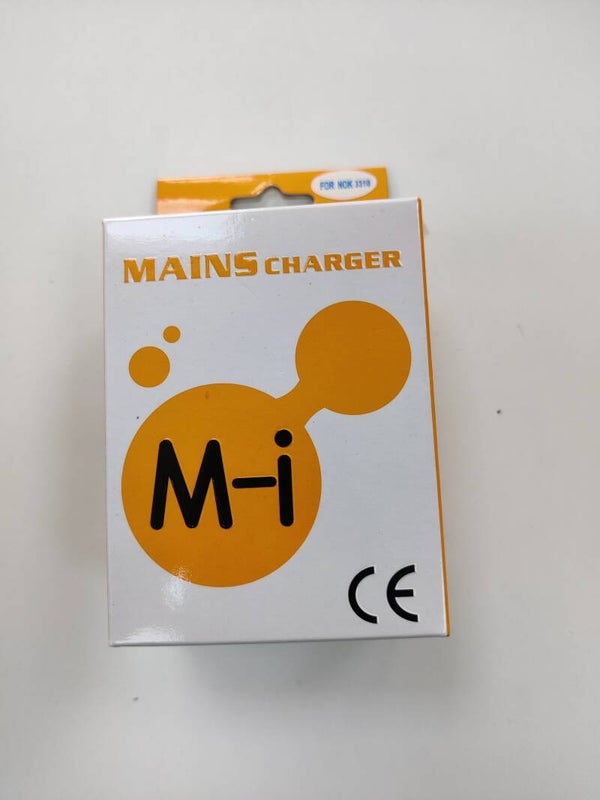 FOR NOK 3310
MAINS CHARGER
M-i
CE